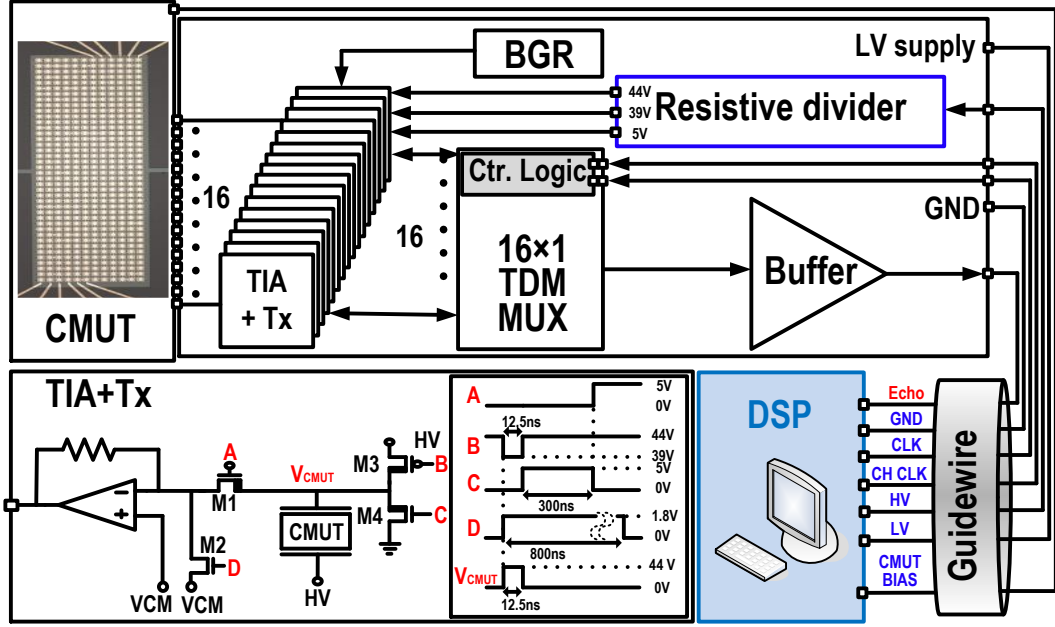 BGR
LV supply
44V
39V
5V
Resistive divider
Ctr. Logic
16
16
GND
16×1
TDM
MUX
Buffer
TIA
+ Tx
CMUT
TIA+Tx
A
M1
−
+
M2
D
VCM
VCM
VCMUT
CMUT
HV
HV
M3
B
M4
C
A
5V
0V
12.5ns
B
44V
39V
C
5V
0V
300ns
D
1.8V
0V
800ns
VCMUT
44 V
0V
12.5ns
DSP
Echo
GND
CLK
CH CLK
HV
LV
CMUT
BIAS
Guidewire